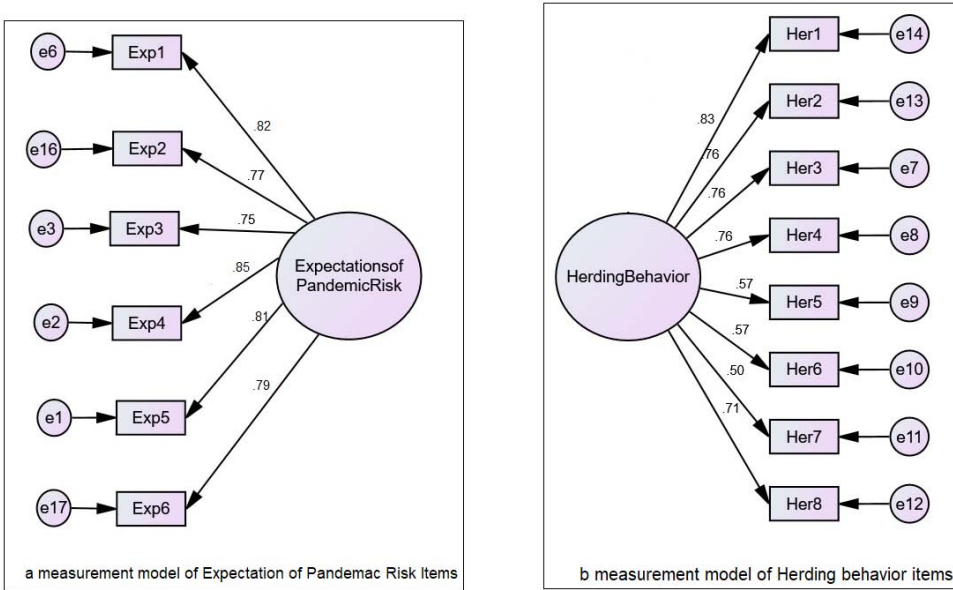 e6
Exp1
.82
e16
Exp2
.77
e3
Exp3
.75
Expectationsof
PandemicRisk
.85
e2
Exp4
.81
e1
Exp5
.79
e17
Exp6
a measurement model of Expectation of Pandemac Risk Items
Her1
e14
.83
Her2
e13
.76
Her3
e7
.76
HerdingBehavior
Her4
e8
.76
Her5
e9
.57
Her6
e10
.57
Her7
e11
.50
Her8
e12
.71
b measurement model of Herding behavior items